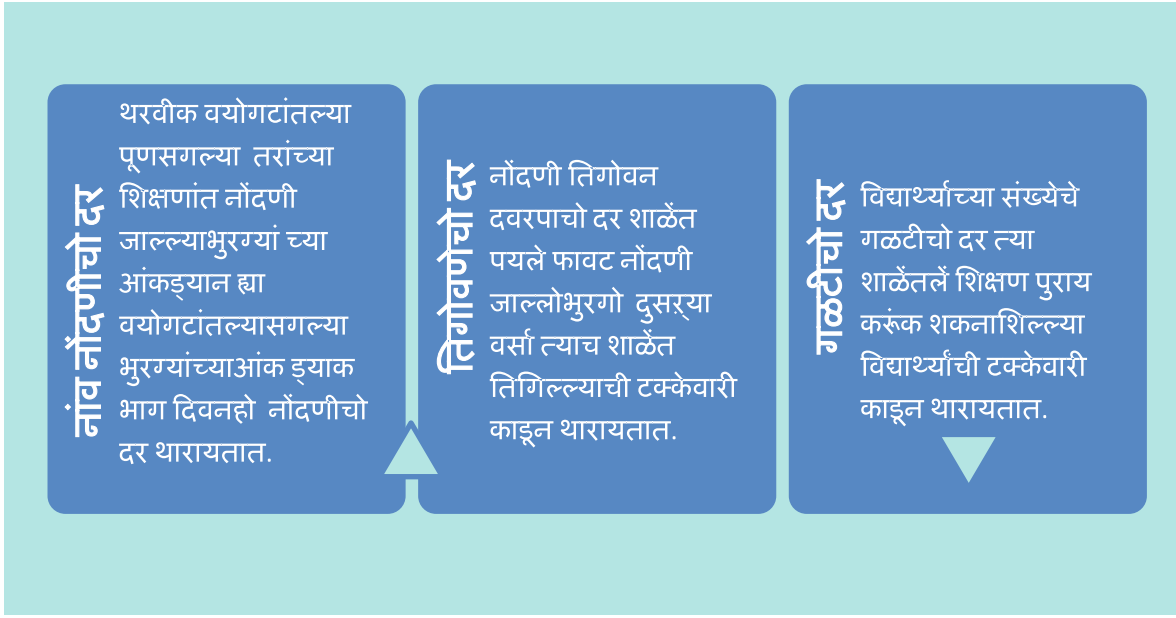 नांव नोंदणीचो दर
थरवीक वयोगटांतल्या
पूणसगल्या तरांच्या
शिक्षणांत नोंदणी
जाल्ल्याभुरग्यां च्या
आंकड्यान ह्या
वयोगटांतल्यासगल्या
भुरग्यांच्याआंक ड्याक
भाग दिवनहो नोंदणीचो
दर थारायतात.
तिगोवणेचो दर
नोंदणी तिगोवन
दवरपाचो दर शाळेंत
पयले फावट नोंदणी
जाल्लोभुरगो दुसऱ्या
वर्सा त्याच शाळेंत
तिगिल्ल्याची टक्केवारी
काडून थारायतात.
गळटीचो दर
विद्यार्थ्याच्या संख्येचे
गळटीचो दर त्या
शाळेंतलें शिक्षण पुराय
करूंक शकनाशिल्ल्या
विद्यार्थ्यांची टक्केवारी
काडून थारायतात.